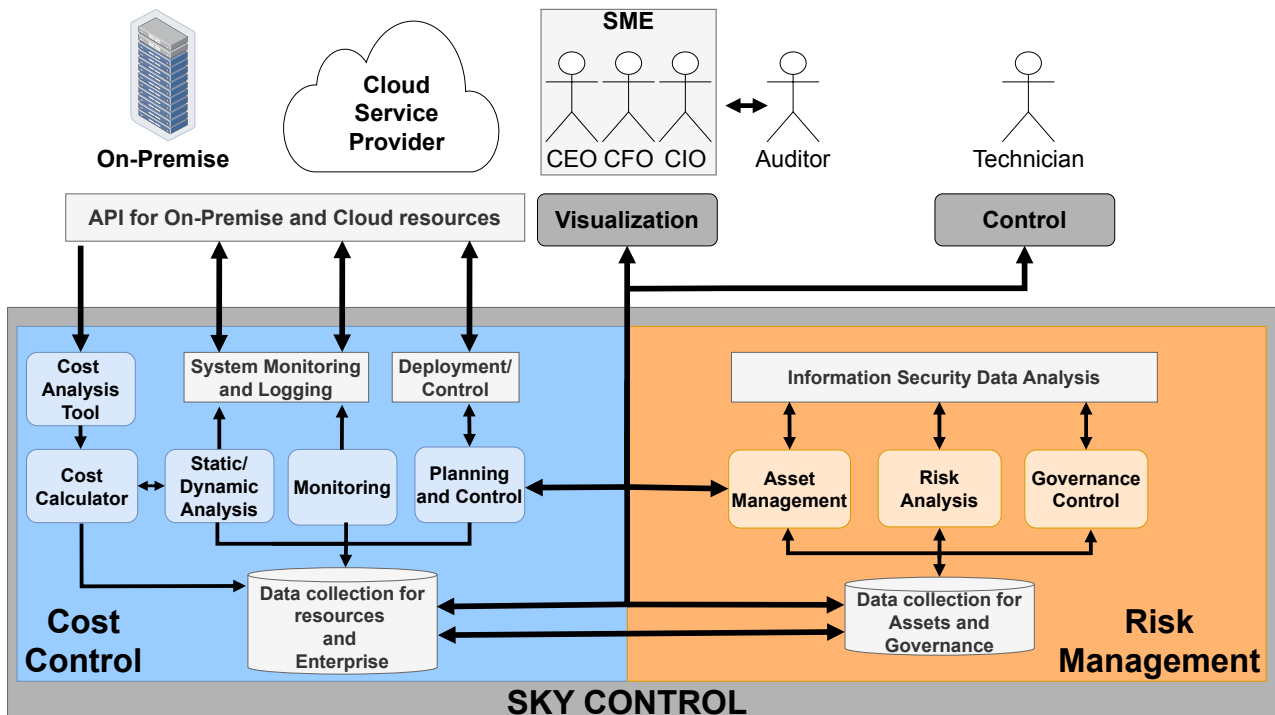 SME
Cloud
Service
Provider
On-Premise
CEO CFO CIO
Auditor
Technician
API for On-Premise and Cloud resources
Visualization
Control
Cost
Analysis
Tool
System Monitoring
and Logging
Deployment/
Control
Information Security Data Analysis
Cost
Calculator
Static/
Dynamic
Analysis
Monitoring
Planning
and Control
Asset
Management
Risk
Analysis
Governance
Control
Data collection for
resources
and
Enterprise
Data collection for
Assets and
Governance
Cost
Control
Risk
Management
SKY CONTROL